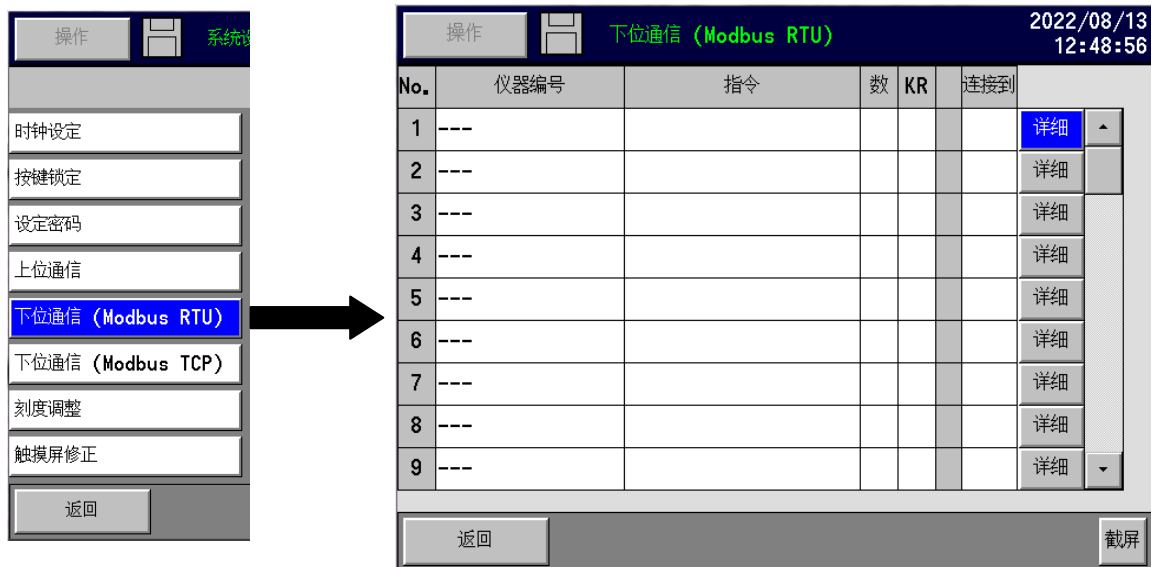 操作 系统设
时钟设定
按键锁定
设定密码
上位通信
下位通信 (Modbus RTU)
下位通信 (Modbus TCP)
刻度调整
触摸屏修正
返回
操作 下位通信 (Modbus RTU) 2022/08/13
12:48:56
No. 仪器编号 指令 数 KR 连接到
1 --- 详细
2 --- 详细
3 --- 详细
4 --- 详细
5 --- 详细
6 --- 详细
7 --- 详细
8 --- 详细
9 --- 详细
返回 截屏